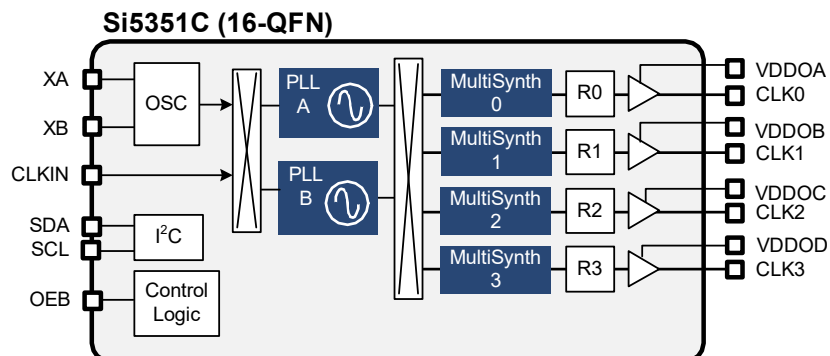 Si5351C (16-QFN)
XA
XB
CLKIN
SDA
SCL
OEB
OSC
I²C
Control
Logic
PLL
A
PLL
B
MultiSynth
0
MultiSynth
1
MultiSynth
2
MultiSynth
3
R0
R1
R2
R3
VDDOA
CLK0
VDDOB
CLK1
VDDOC
CLK2
VDDOD
CLK3